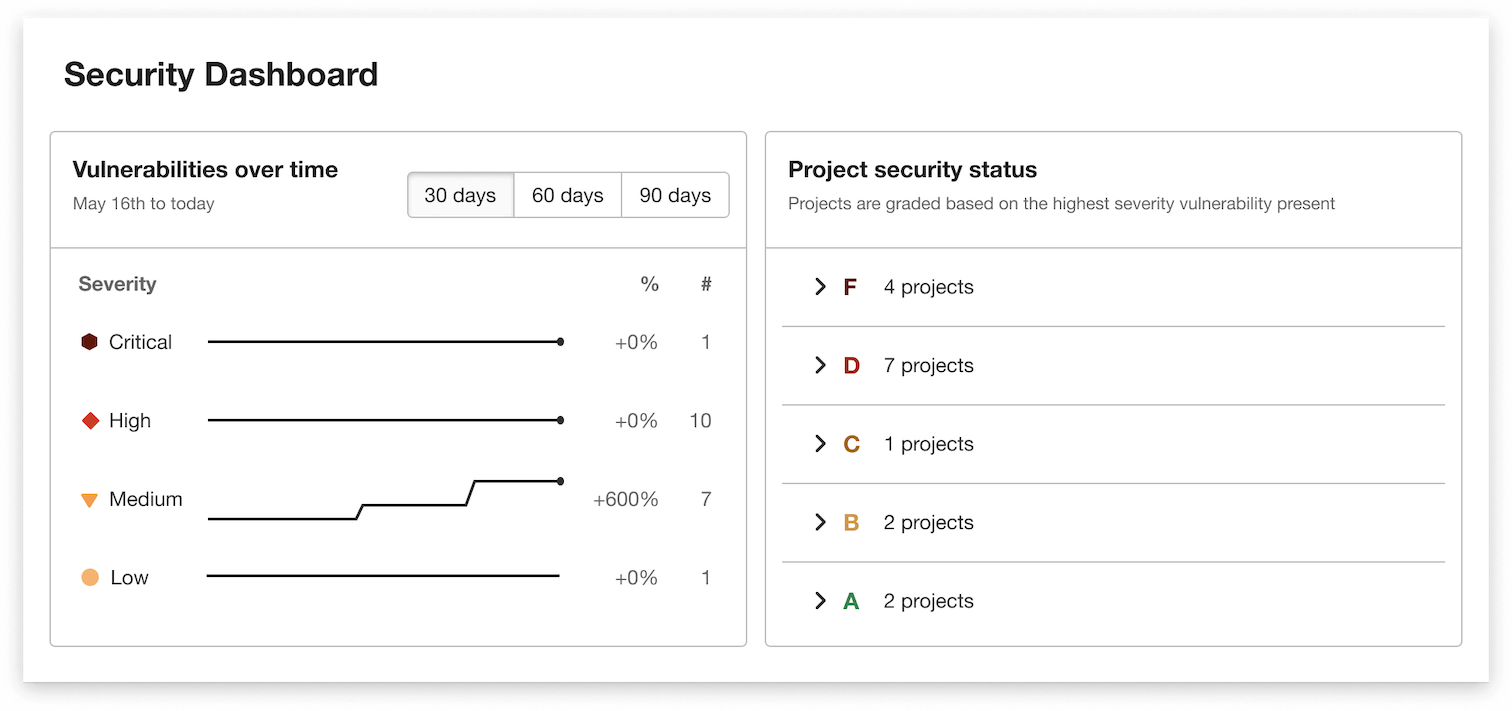 Security Dashboard
Vulnerabilities over time
May 16th to today
30 days 60 days 90 days
Severity % #
Critical +0% 1
High +0% 10
Medium +600% 7
Low +0% 1
Project security status
Projects are graded based on the highest severity vulnerability present
F 4 projects
D 7 projects
C 1 projects
B 2 projects
A 2 projects